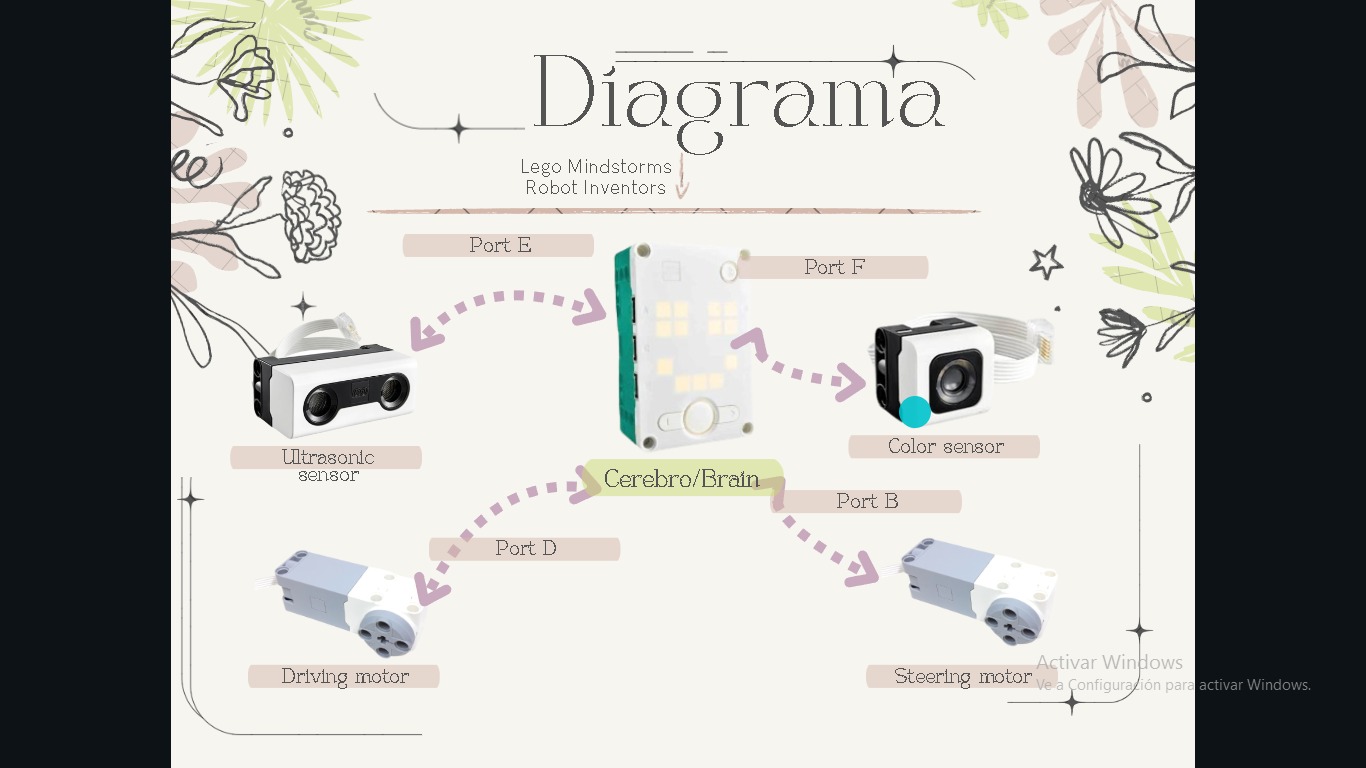 Diagrama
Lego Mindstorms
Robot Inventors
Port E
Port F
Ultrasonic
sensor
Color sensor
Cerebro/Brain
Port B
Port D
Driving motor
Steering motor
Activar Windows
Ve a Configuración para activar Windows.